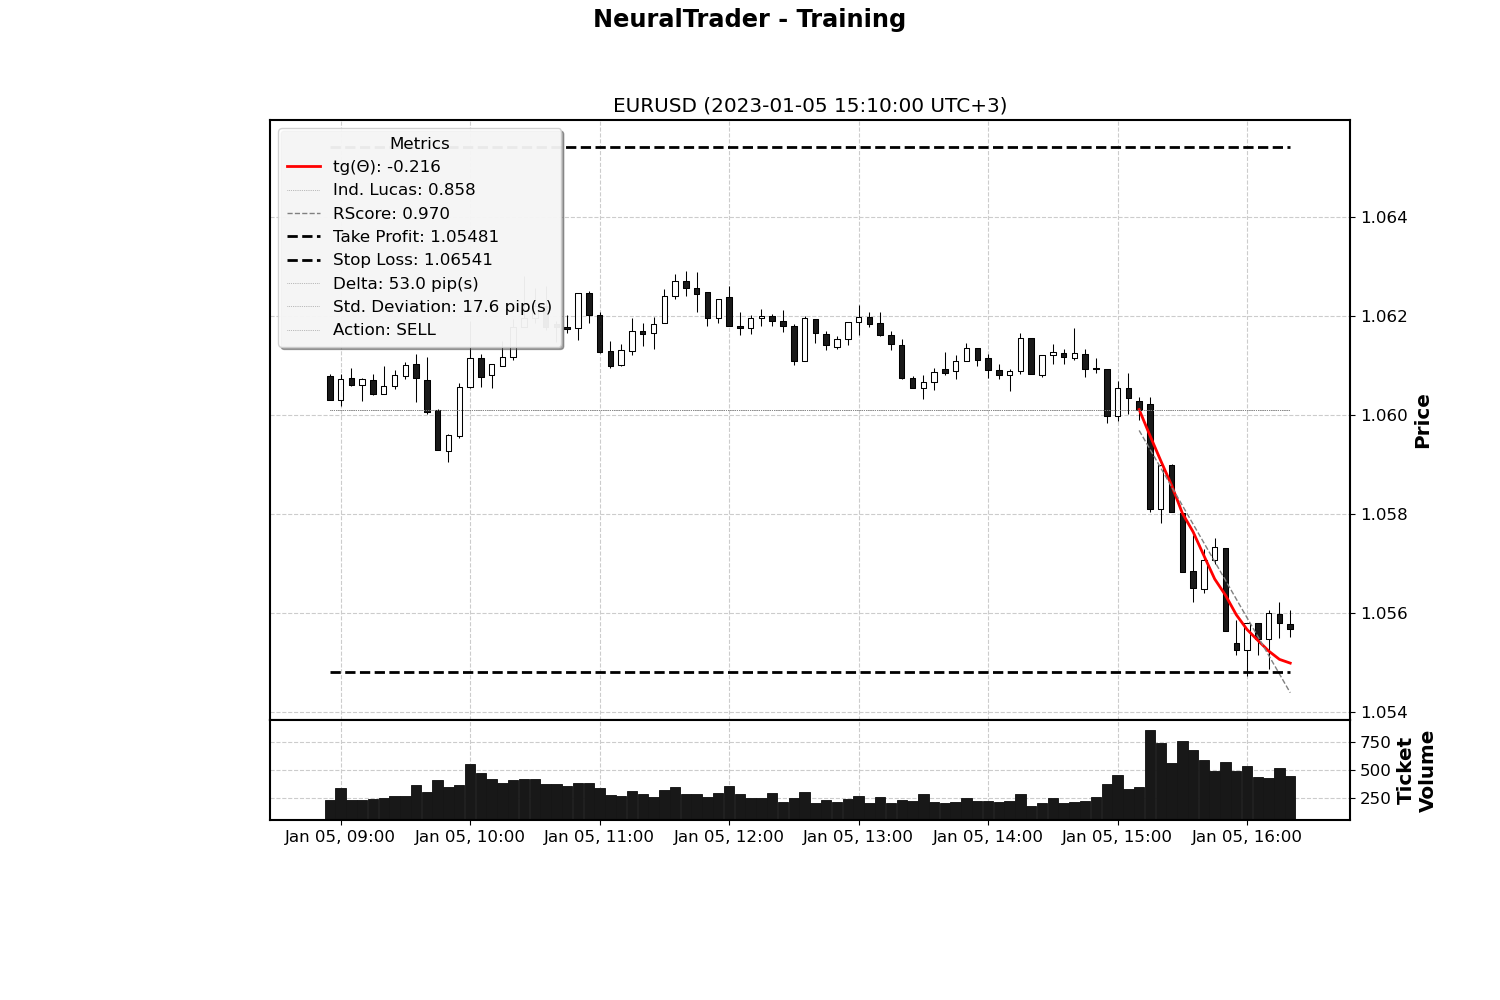 NeuralTrader - Training
EURUSD (2023-01-05 15:10:00 UTC+3)
Metrics
tg(Θ): -0.216
Ind. Lucas: 0.858
RScore: 0.970
Take Profit: 1.05481
Stop Loss: 1.06541
Delta: 53.0 pip(s)
Std. Deviation: 17.6 pip(s)
Action: SELL
1.064
1.062
1.060
1.058
1.056
1.054
Price
750
500
250
Ticket
Volume
Jan 05, 09:00
Jan 05, 10:00
Jan 05, 11:00
Jan 05, 12:00
Jan 05, 13:00
Jan 05, 14:00
Jan 05, 15:00
Jan 05, 16:00